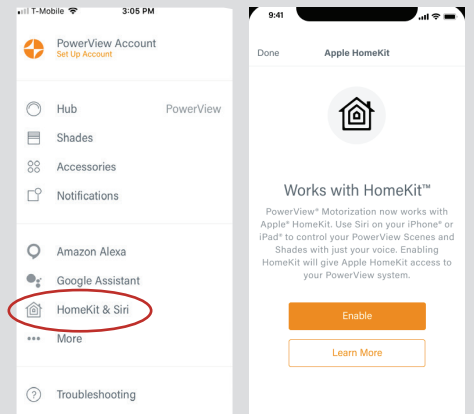 T-Mobile 3:05 PM
PowerView Account
Set Up Account
Hub PowerView
Shades
Accessories
Notifications
Amazon Alexa
Google Assistant
HomeKit & Siri
More
? Troubleshooting
9:41
Done Apple HomeKit
Works with HomeKit™
PowerView® Motorization now works with
Apple® HomeKit. Use Siri on your iPhone® or
iPad® to control your PowerView Scenes and
Shades with just your voice. Enabling
HomeKit will give Apple HomeKit access to
your PowerView system.
Enable
Learn More